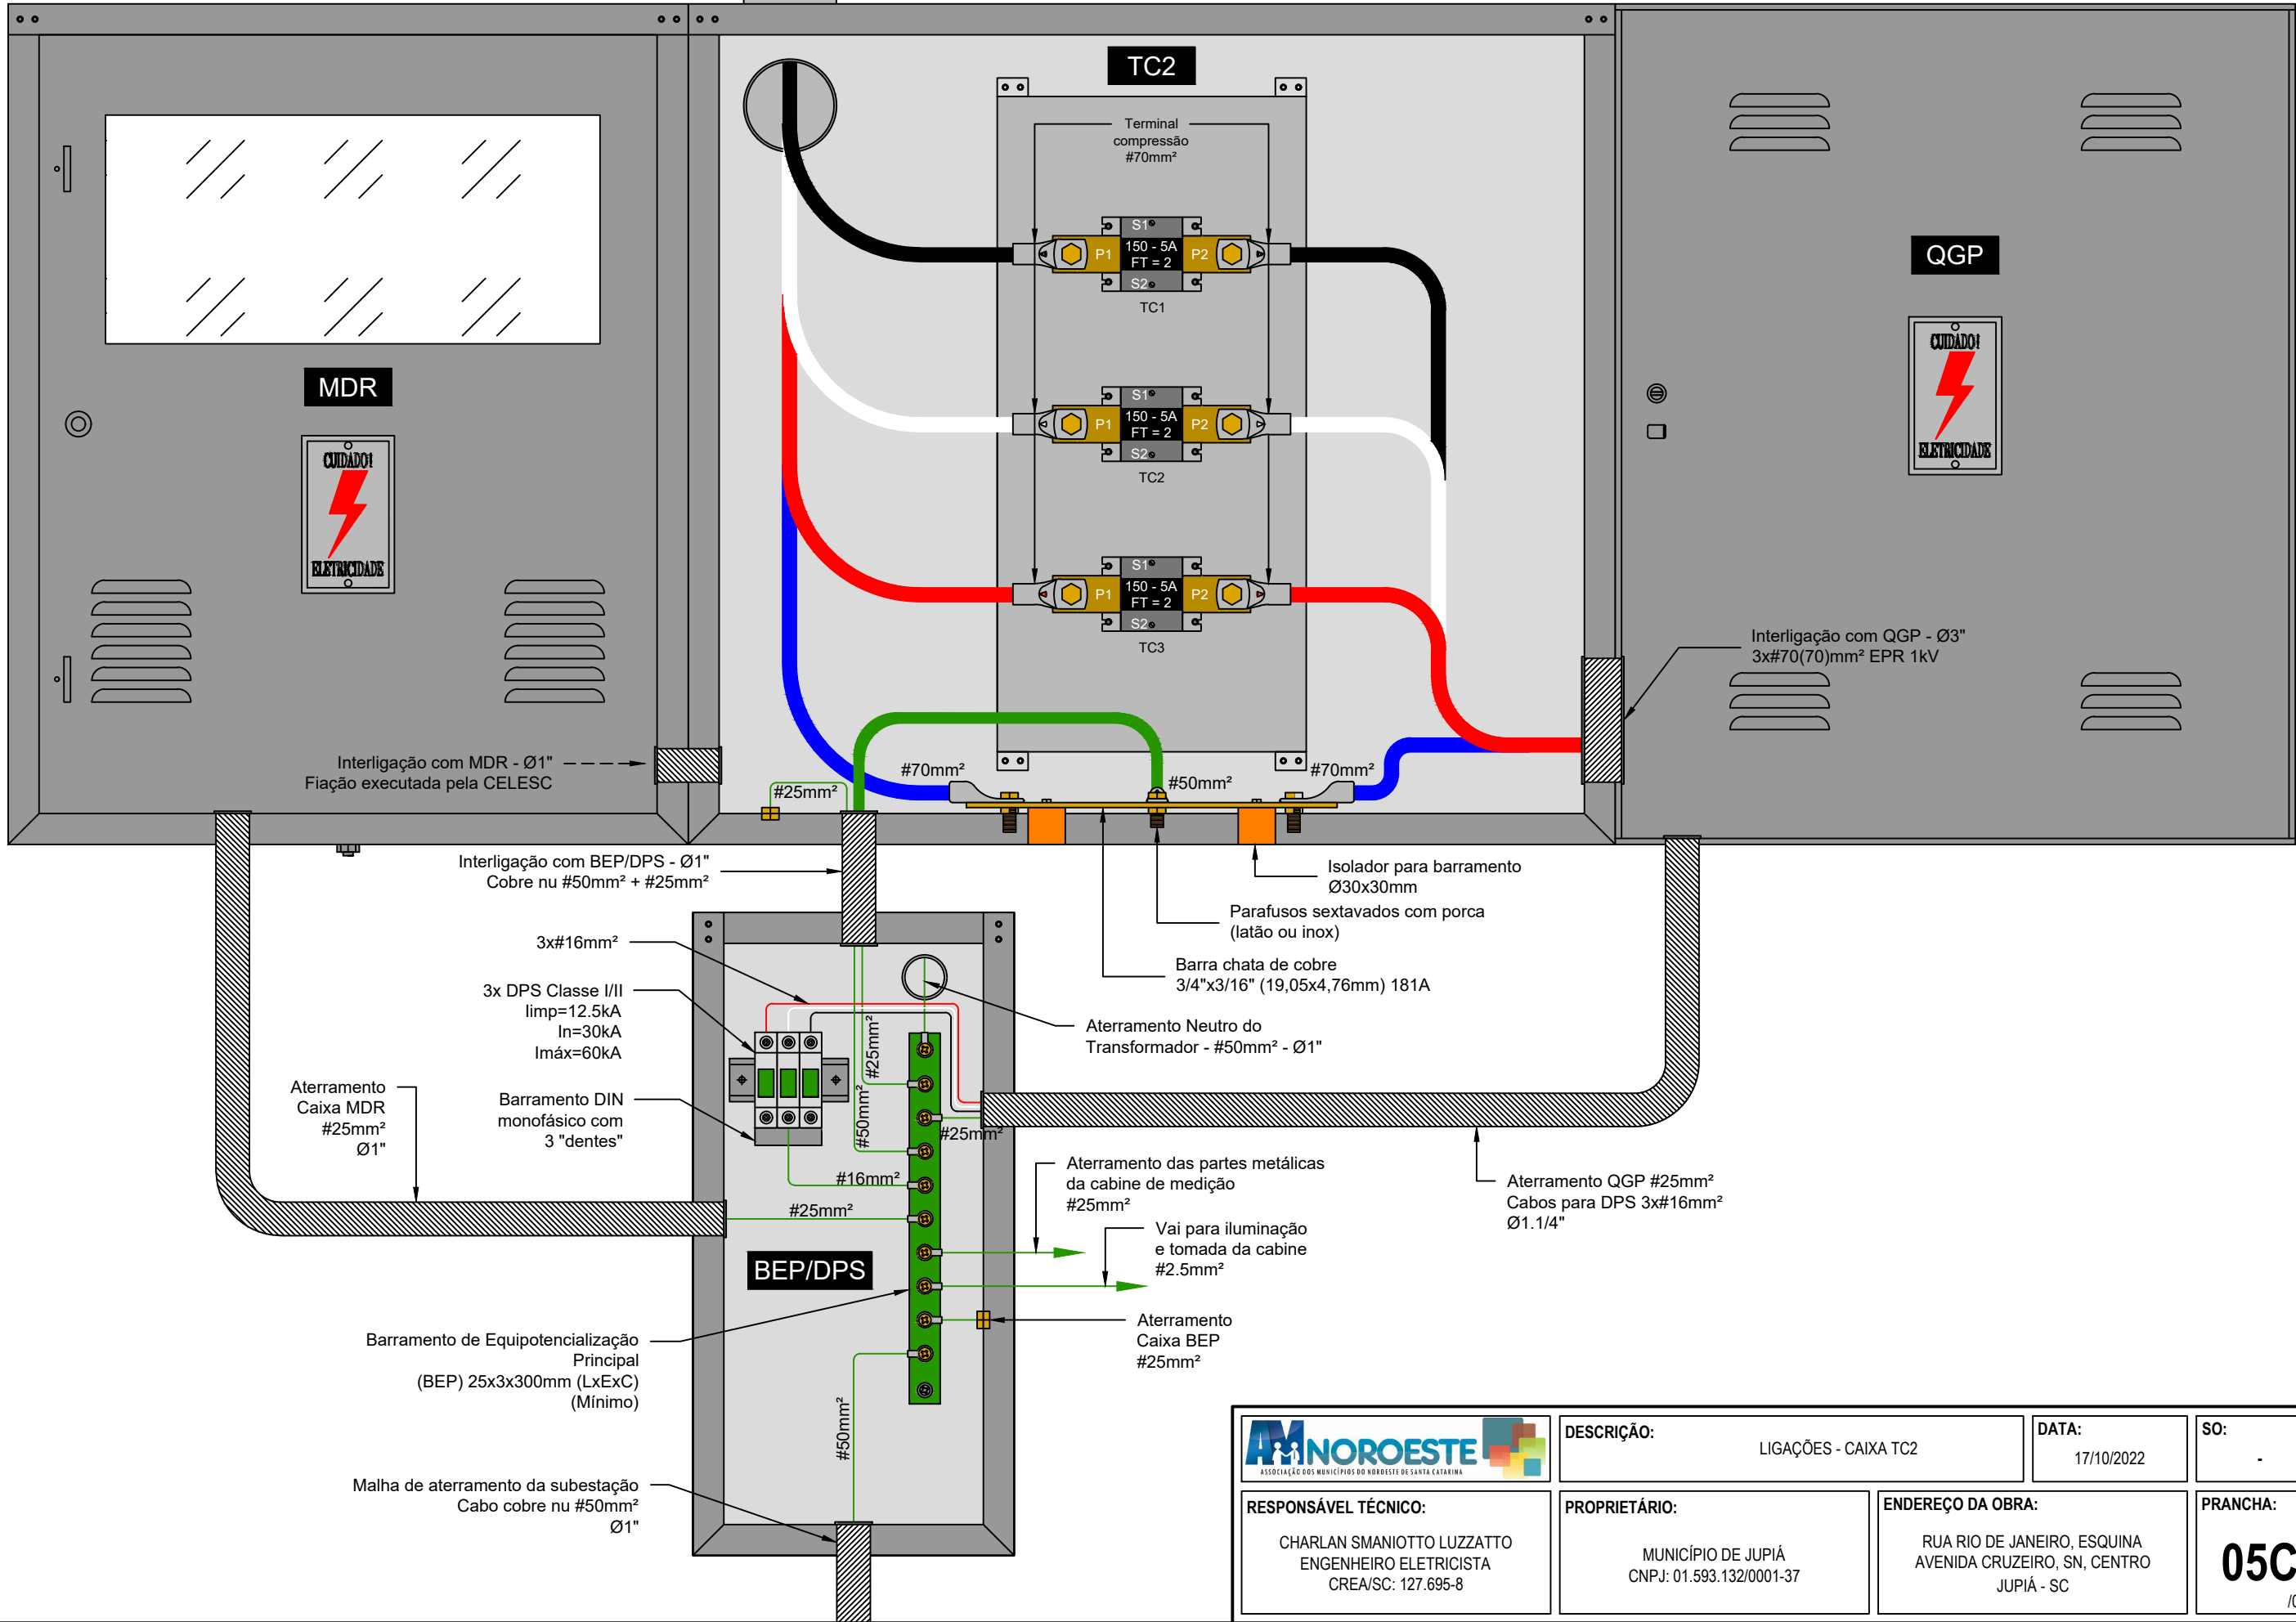 TC2
Terminal
compressão
#70mm²
S1
P1
150 - 5A
FT = 2
P2
S2
TC1
S1
P1
150 - 5A
FT = 2
P2
S2
TC2
S1
P1
150 - 5A
FT = 2
P2
S2
TC3
MDR
CUIDADO!
ELETRICIDADE
QGP
CUIDADO!
ELETRICIDADE
Interligação com QGP - Ø3"
3x#70(70)mm² EPR 1kV
Interligação com MDR - Ø1"
Fiação executada pela CELESC
#25mm²
#70mm²
#50mm²
#70mm²
Interligação com BEP/DPS - Ø1"
Cobre nu #50mm² + #25mm²
Isolador para barramento
Ø30x30mm
Parafusos sextavados com porca
(latão ou inox)
Barra chata de cobre
3/4"x3/16" (19,05x4,76mm) 181A
3x#16mm²
3x DPS Classe I/II
Iimp=12.5kA
In=30kA
Imáx=60kA
Aterramento Neutro do
Transformador - #50mm² - Ø1"
Barramento DIN
monofásico com
3 "dentes"
Aterramento
Caixa MDR
#25mm²
Ø1"
#25mm²
#50mm²
#25mm²
#16mm²
#25mm²
Aterramento das partes metálicas
da cabine de medição
#25mm²
Vai para iluminação
e tomada da cabine
#2.5mm²
Aterramento QGP #25mm²
Cabos para DPS 3x#16mm²
Ø1.1/4"
BEP/DPS
Aterramento
Caixa BEP
#25mm²
Barramento de Equipotencialização
Principal
(BEP) 25x3x300mm (LxExC)
(Mínimo)
#50mm²
Malha de aterramento da subestação
Cabo cobre nu #50mm²
Ø1"
AMNOROESTE
ASSOCIAÇÃO DOS MUNICÍPIOS DO NOROESTE DE SANTA CATARINA
DESCRIÇÃO:
LIGAÇÕES - CAIXA TC2
DATA:
17/10/2022
SO:
-
RESPONSÁVEL TÉCNICO:
CHARLAN SMANIOTTO LUZZATTO
ENGENHEIRO ELETRICISTA
CREA/SC: 127.695-8
PROPRIETÁRIO:
MUNICÍPIO DE JUPIÁ
CNPJ: 01.593.132/0001-37
ENDEREÇO DA OBRA:
RUA RIO DE JANEIRO, ESQUINA
AVENIDA CRUZEIRO, SN, CENTRO
JUPIÁ - SC
PRANCHA:
05C